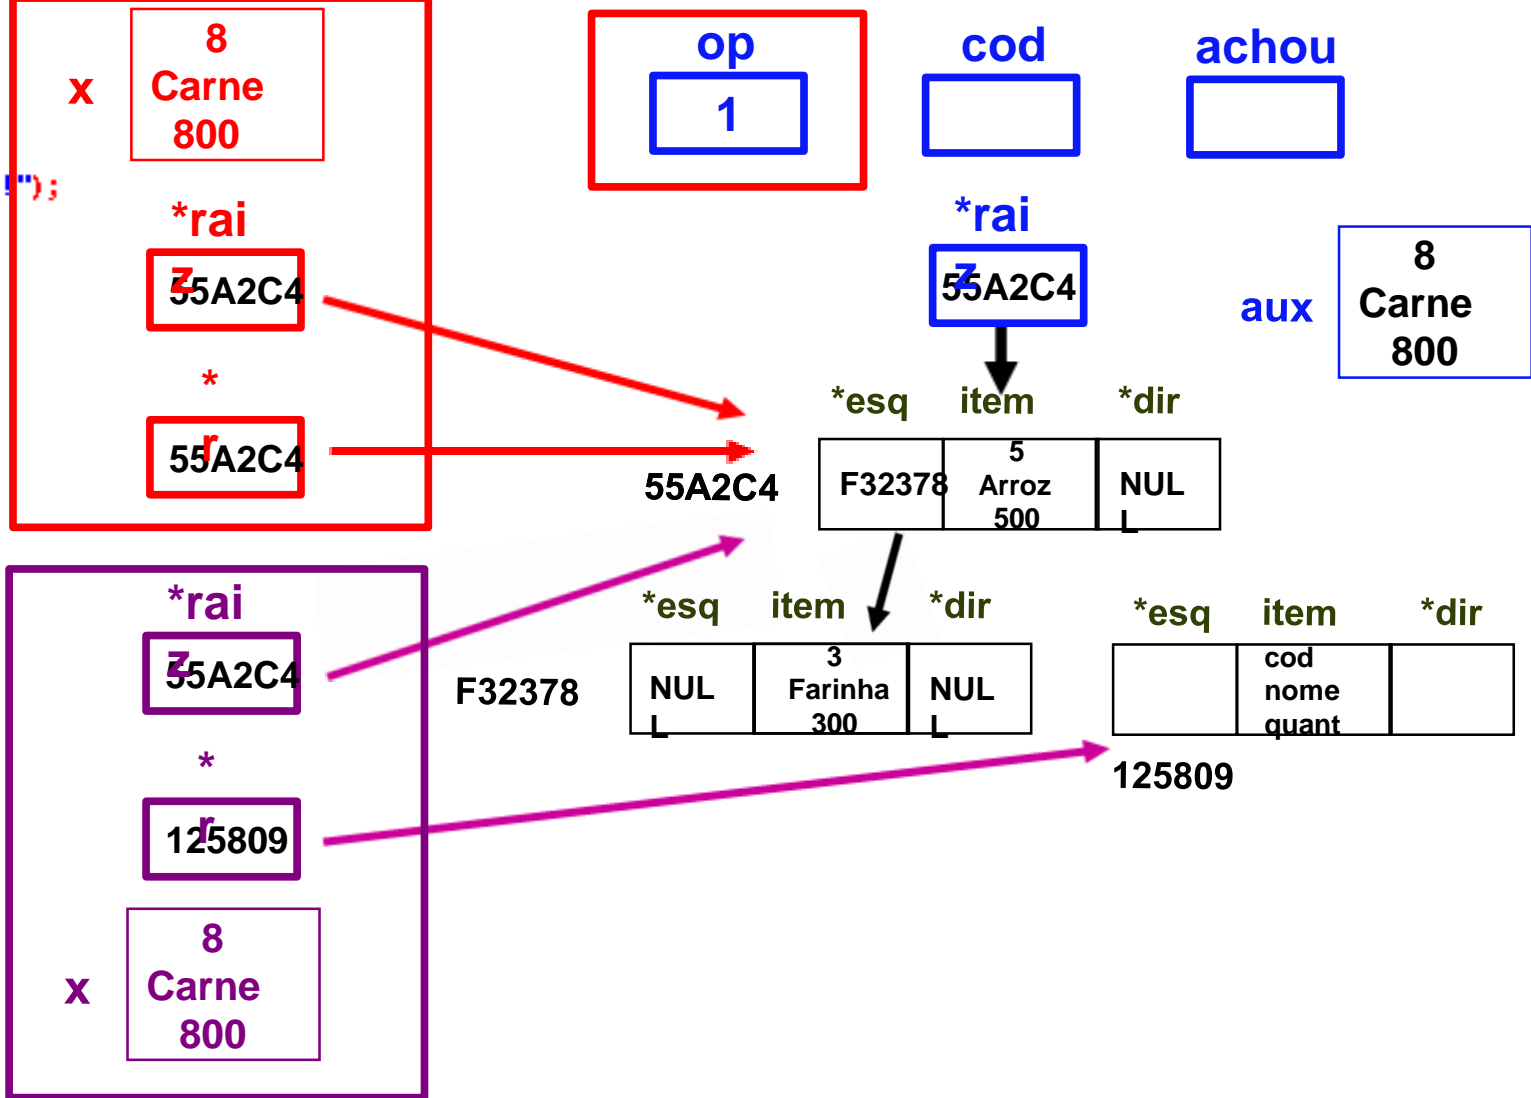 8
x Carne
800
!");
*rai
z
55A2C4
*
r
55A2C4
op cod achou
1
*rai
z
55A2C4
8
aux Carne
800
*esq item *dir
5
55A2C4 F32378 Arroz NUL
500 L
*rai
z
55A2C4
*
r
125809
8
x Carne
800
*esq item *dir
3
F32378 NUL Farinha NUL
L 300 L
*esq item *dir
cod
nome
quant
125809